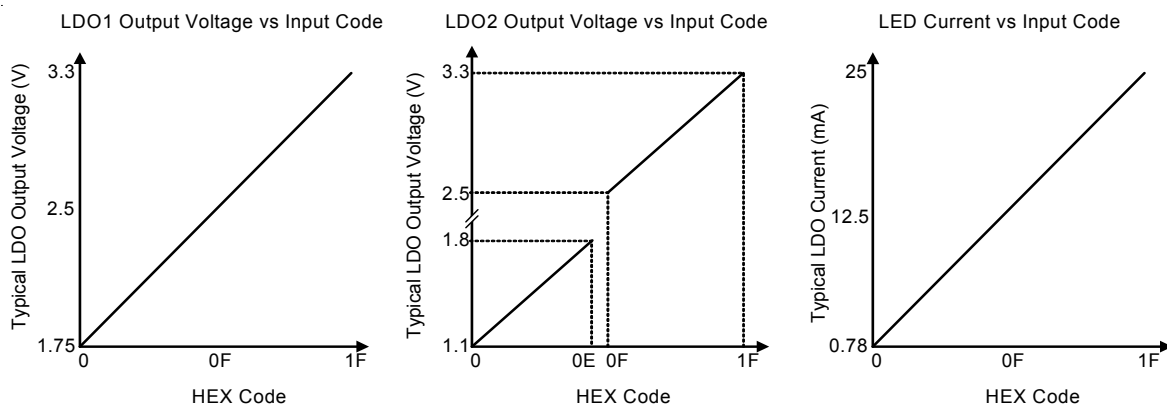 LDO1 Output Voltage vs Input Code
Typical LDO Output Voltage (V)
3.3
2.5
1.75
0
0F
1F
HEX Code
LDO2 Output Voltage vs Input Code
Typical LDO Output Voltage (V)
3.3
2.5
1.8
1.1
0
0E
0F
1F
HEX Code
LED Current vs Input Code
Typical LDO Current (mA)
25
12.5
0.78
0
0F
1F
HEX Code